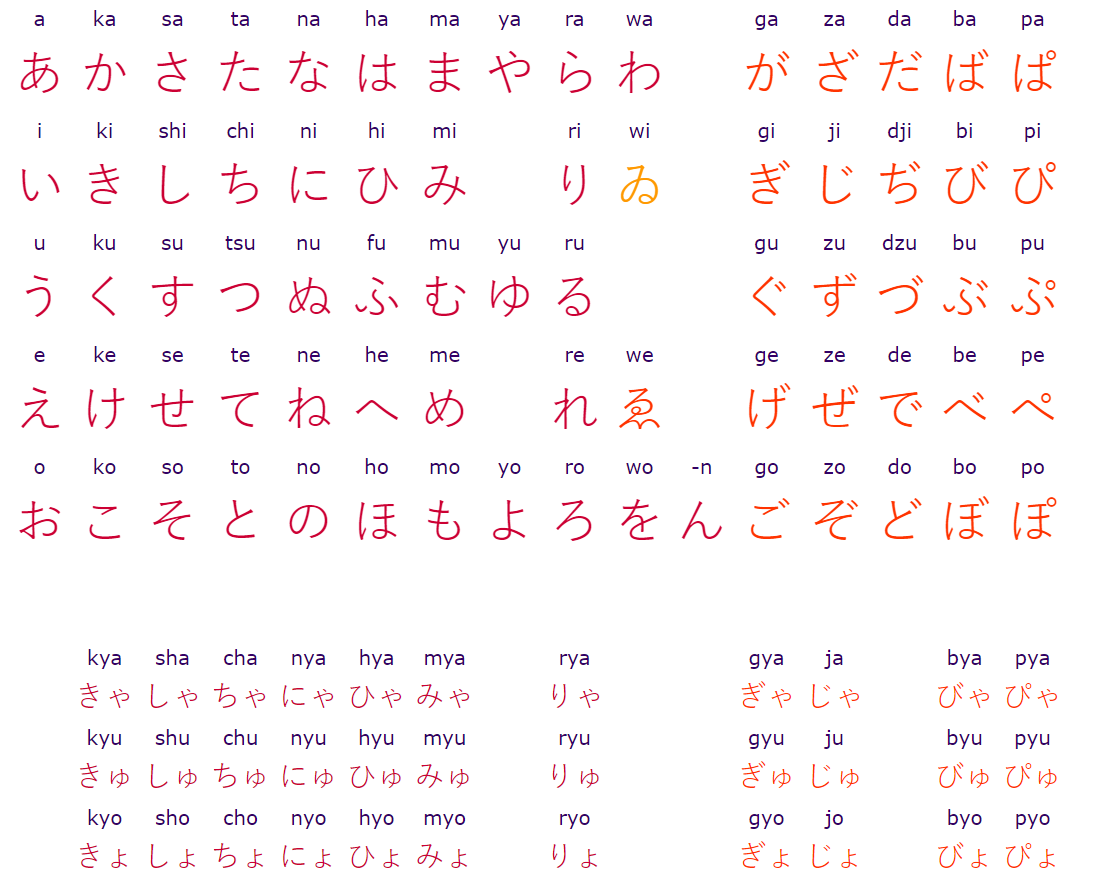 a ka sa ta na ha ma ya ra wa ga za da ba pa
あ か さ た な は ま や ら わ が ざ だ ば ぱ
i ki shi chi ni hi mi ri wi gi ji dji bi pi
い き し ち に ひ み り ゐ ぎ じ ぢ び ぴ
u ku su tsu nu fu mu yu ru gu zu dzu bu pu
う く す つ ぬ ふ む ゆ る ぐ ず づ ぶ ぷ
e ke se te ne he me re we ge ze de be pe
え け せ て ね へ め れ ゑ げ ぜ で べ ぺ
o ko so to no ho mo yo ro wo -n go zo do bo po
お こ そ と の ほ も よ ろ を ん ご ぞ ど ぼ ぽ
kya sha cha nya hya mya rya gya ja bya pya
きゃ しゃ ちゃ にゃ ひゃ みゃ りゃ ぎゃ じゃ びゃ ぴゃ
kyu shu chu nyu hyu myu ryu gyu ju byu pyu
きゅ しゅ ちゅ にゅ ひゅ みゅ りゅ ぎゅ じゅ びゅ ぴゅ
kyo sho cho nyo hyo myo ryo gyo jo byo pyo
きょ しょ ちょ にょ ひょ みょ りょ ぎょ じょ びょ ぴょ